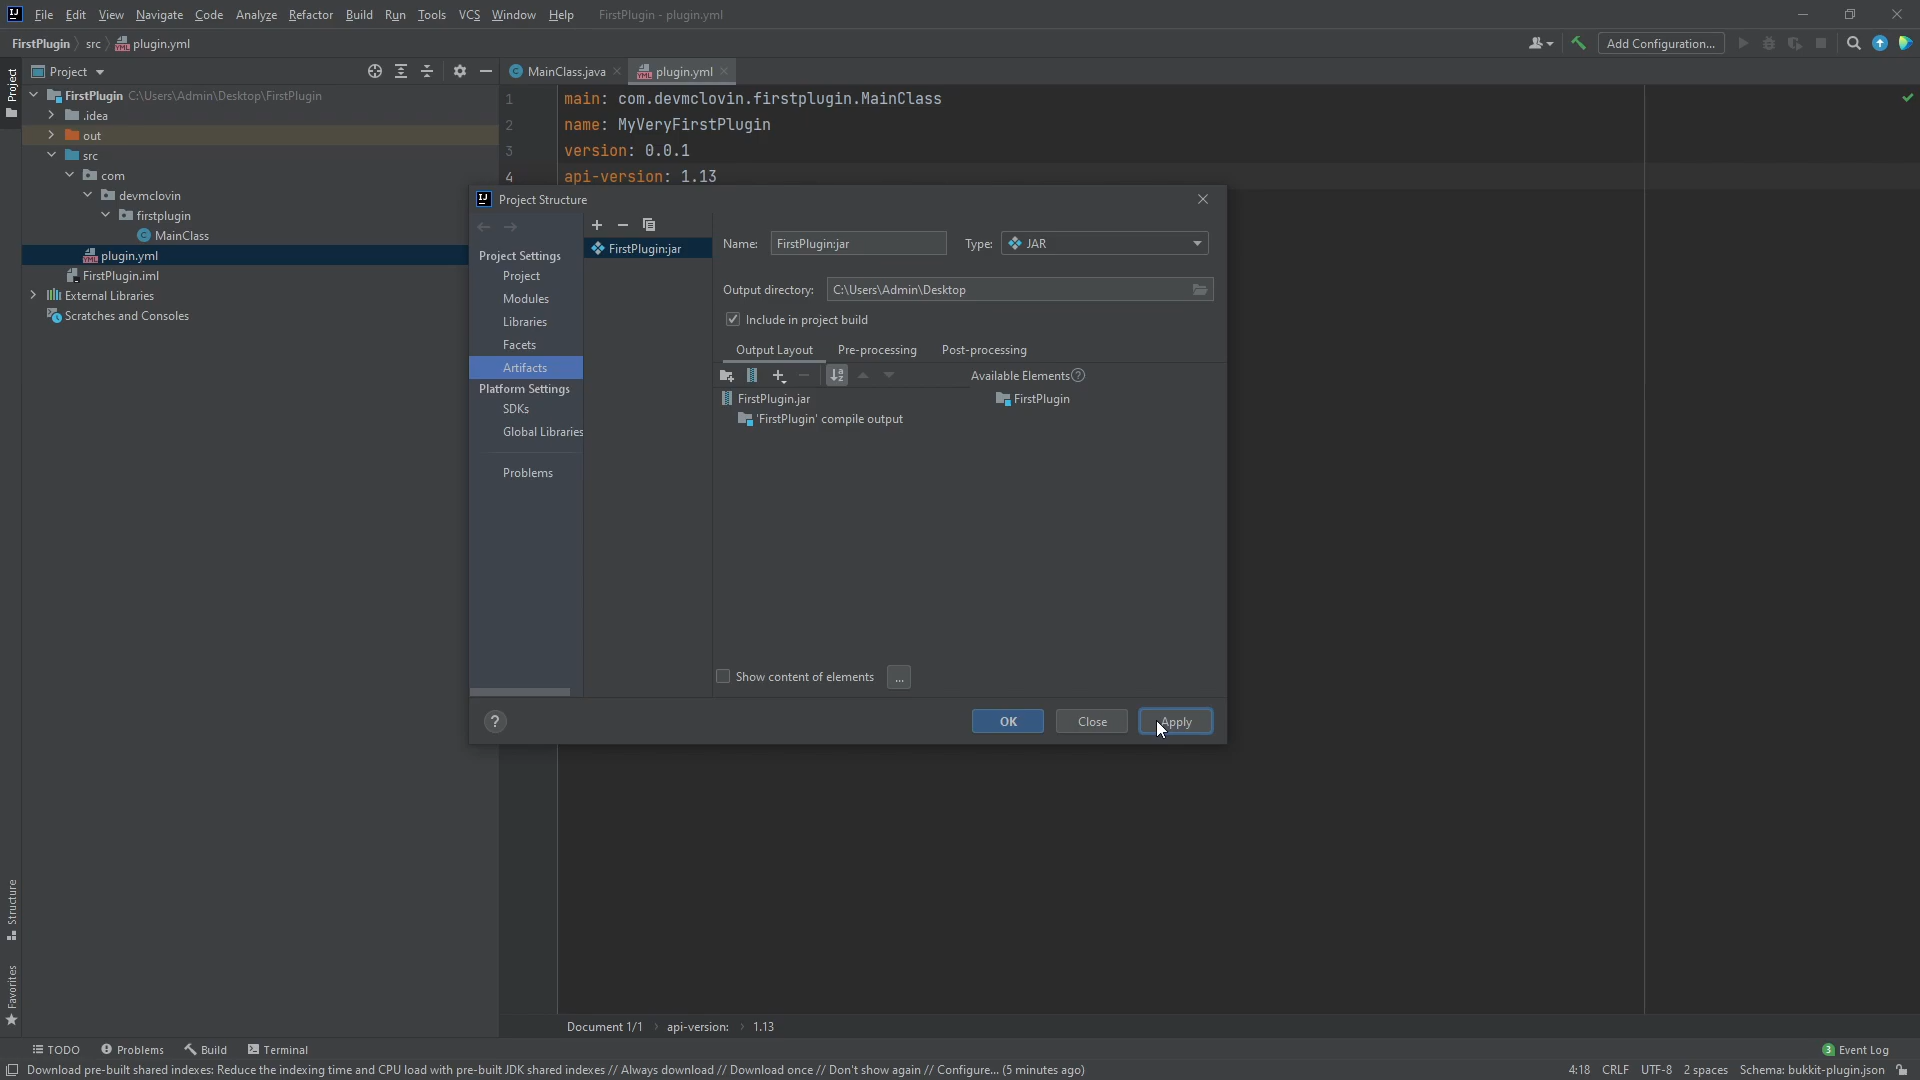 File Edit View Navigate Code Analyze Refactor Build Run Tools VCS Window Help FirstPlugin - plugin.yml
FirstPlugin src plugin.yml
Add Configuration...
Project
Project
MainClass.java
plugin.yml
FirstPlugin C:\Users\Admin\Desktop\FirstPlugin
.idea
out
src
com
devmclovin
firstplugin
MainClass
plugin.yml
FirstPlugin.iml
External Libraries
Scratches and Consoles
1 main: com.devmclovin.firstplugin.MainClass
2 name: MyVeryFirstPlugin
3 version: 0.0.1
4 api-version: 1.13
Project Structure
Project Settings
Project
Modules
Libraries
Facets
Artifacts
Platform Settings
SDKs
Global Libraries
Problems
FirstPlugin:jar
Name: FirstPlugin:jar Type: JAR
Output directory: C:\Users\Admin\Desktop
Include in project build
Output Layout Pre-processing Post-processing
Available Elements ?
FirstPlugin.jar
'FirstPlugin' compile output
FirstPlugin
Show content of elements ...
? OK Close Apply
Structure
Favorites
Document 1/1 api-version: 1.13
TODO Problems Build Terminal 3 Event Log
Download pre-built shared indexes: Reduce the indexing time and CPU load with pre-built JDK shared indexes // Always download // Download once // Don't show again // Configure... (5 minutes ago) 4:18 CRLF UTF-8 2 spaces Schema: bukkit-plugin.json